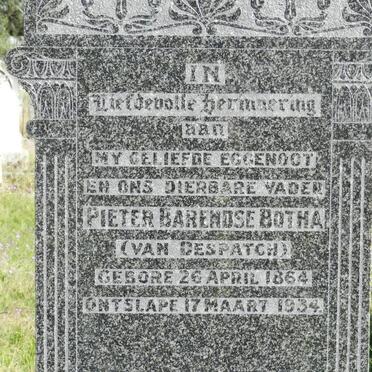 IN
Liefdevolle Herinnering
aan
MY GELIEFDE EGGENOOT
EN ONS DIERBARE VADER
PIETER BARENDSE BOTHA
(VAN DESPATCH)
GEBORE 26 APRIL 1864
ONTSLAPE 17 MAART 1934